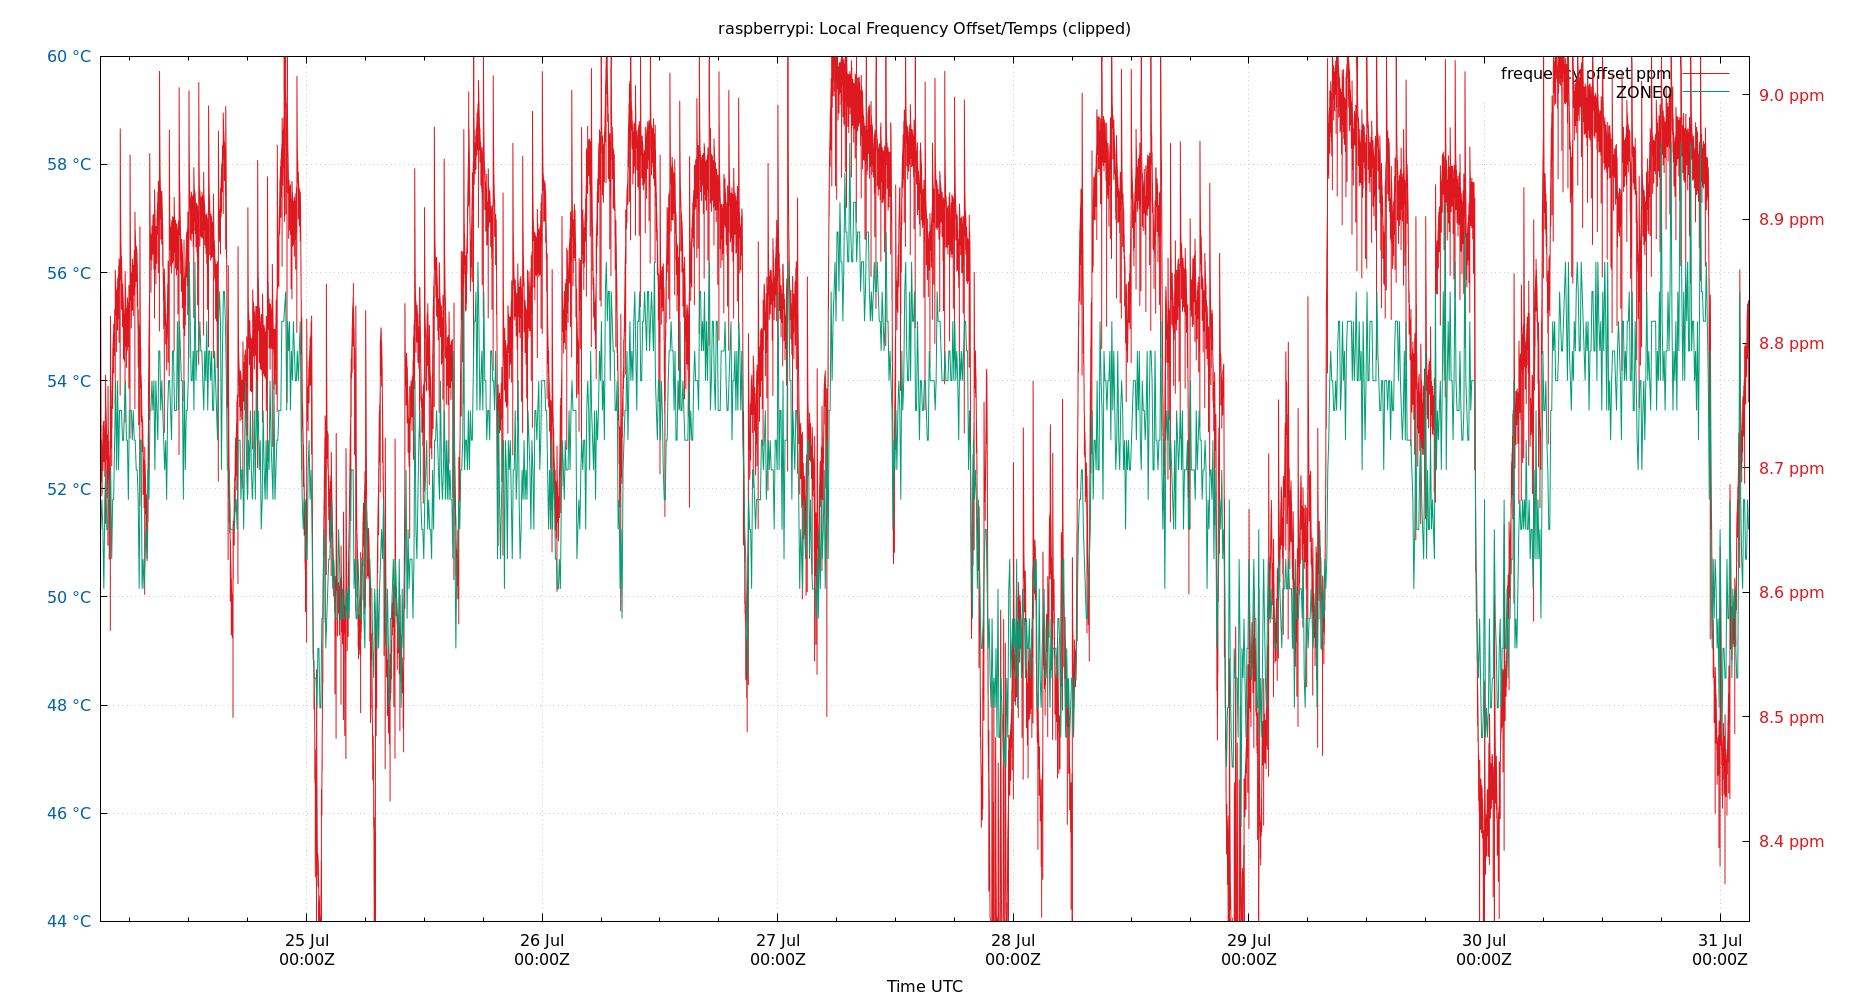 raspberrypi: Local Frequency Offset/Temps (clipped)
60 °C
58 °C
56 °C
54 °C
52 °C
50 °C
48 °C
46 °C
44 °C
frequency offset ppm
ZONE0
9.0 ppm
8.9 ppm
8.8 ppm
8.7 ppm
8.6 ppm
8.5 ppm
8.4 ppm
25 Jul
00:00Z
26 Jul
00:00Z
27 Jul
00:00Z
28 Jul
00:00Z
29 Jul
00:00Z
30 Jul
00:00Z
31 Jul
00:00Z
Time UTC